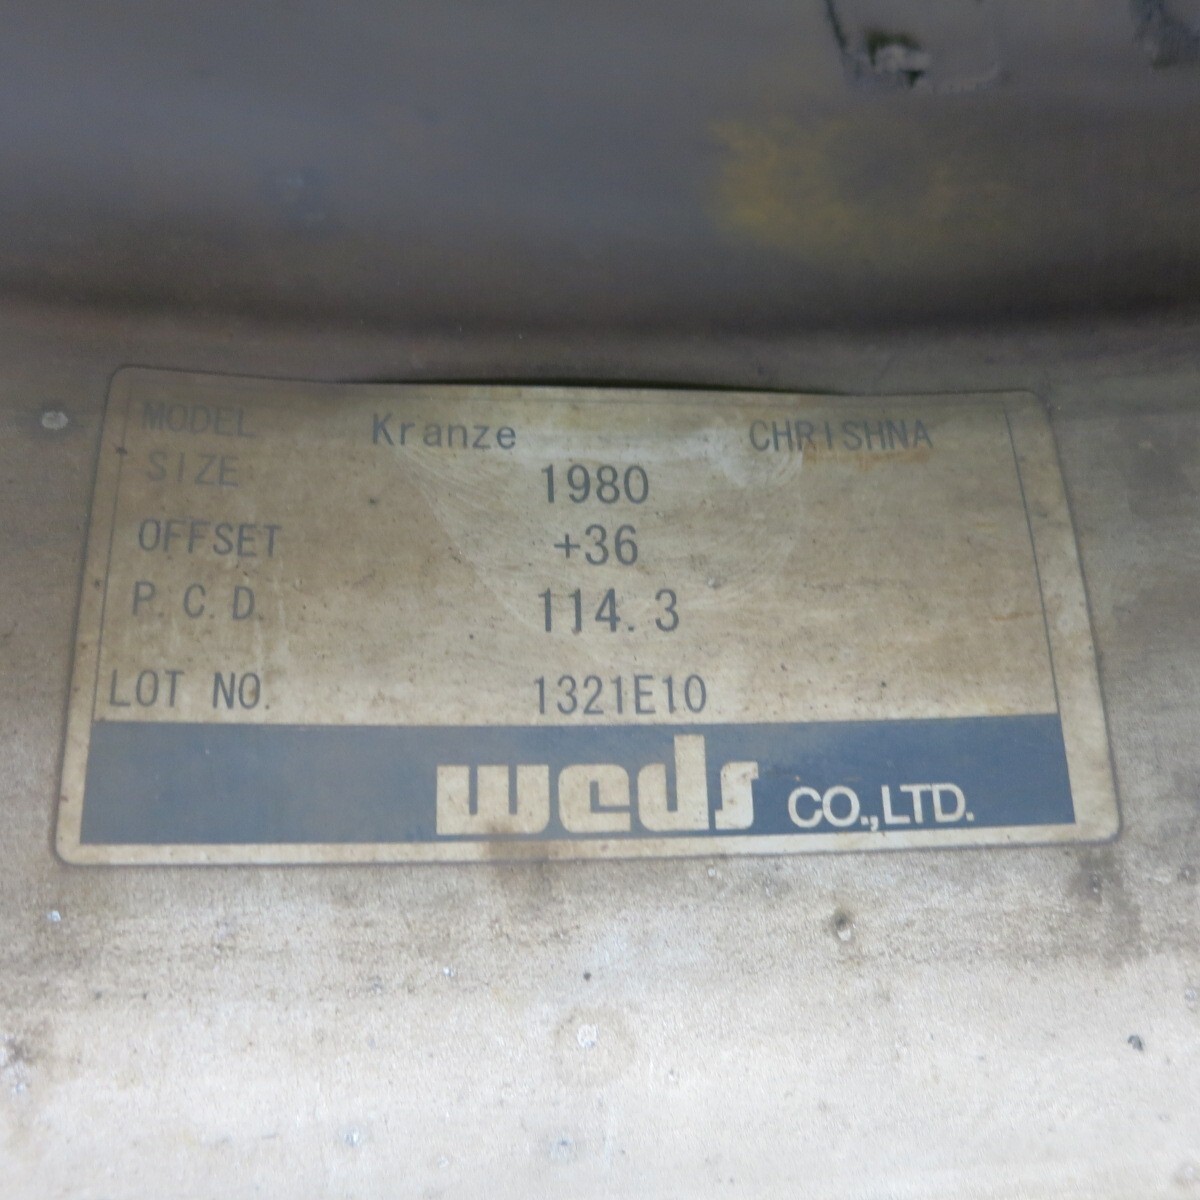 MODEL Kranze CHRISHNA
SIZE 1980
OFFSET +36
P.C.D. 114.3
LOT NO. 1321E10
weds CO.,LTD.